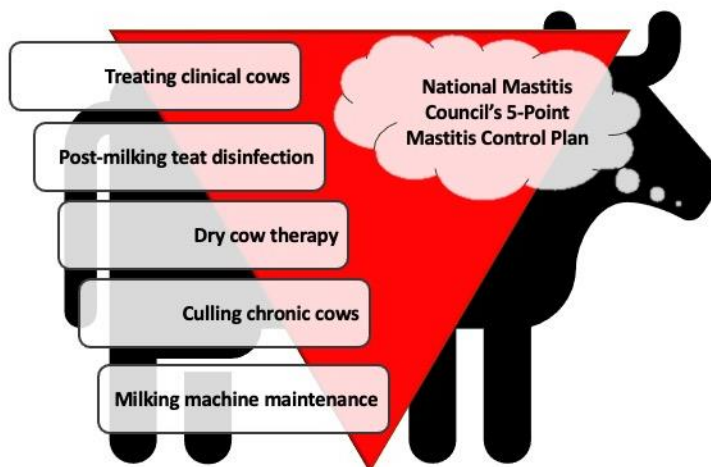 Treating clinical cows
National Mastitis
Council's 5-Point
Mastitis Control Plan
Post-milking teat disinfection
Dry cow therapy
Culling chronic cows
Milking machine maintenance